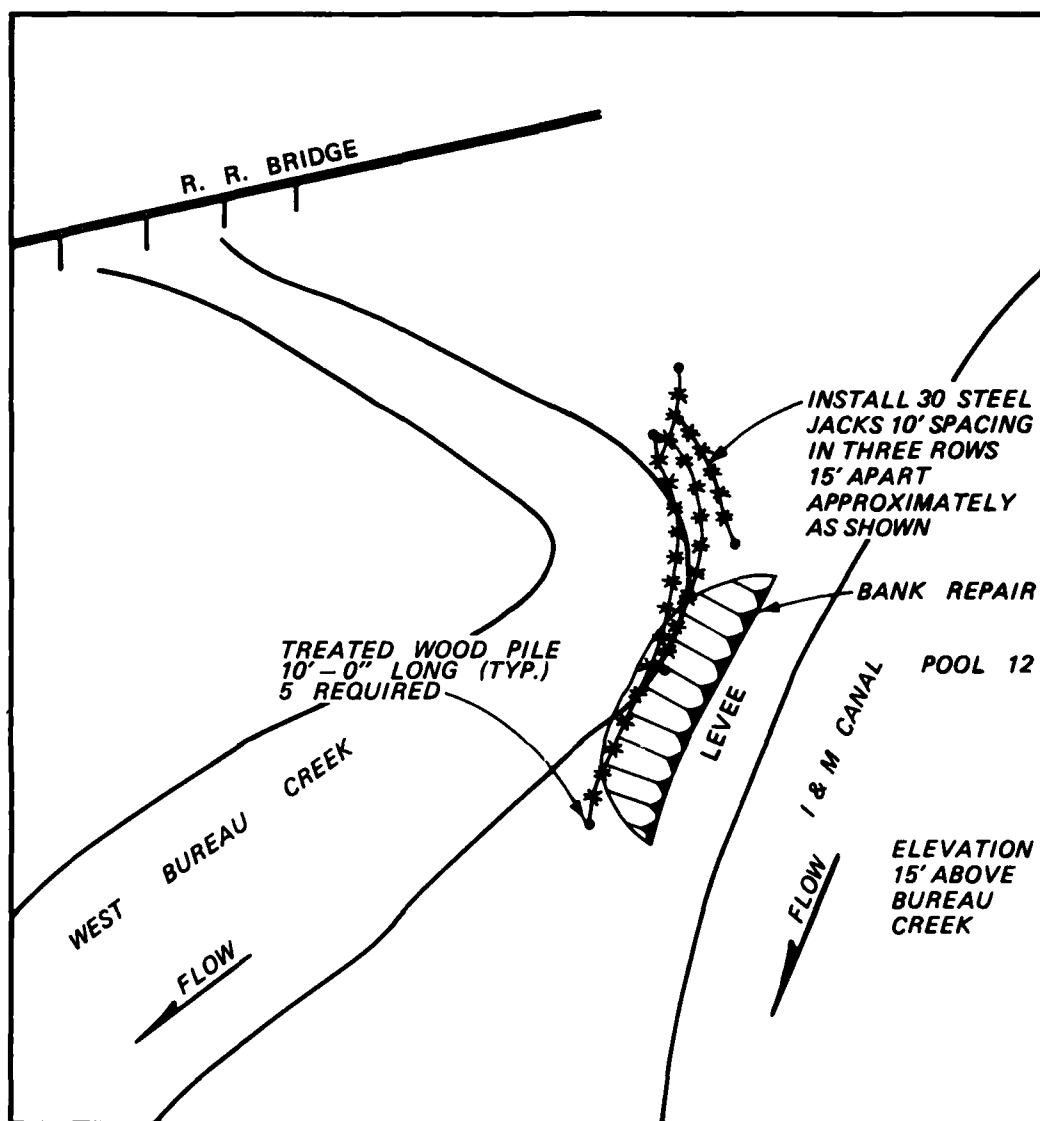 R. R. BRIDGE
INSTALL 30 STEEL
JACKS 10' SPACING
IN THREE ROWS
15' APART
APPROXIMATELY
AS SHOWN
BANK REPAIR
TREATED WOOD PILE
10'–0" LONG (TYP.)
5 REQUIRED
LEVEE
I & M CANAL
POOL 12
WEST BUREAU CREEK
FLOW
FLOW
ELEVATION
15' ABOVE
BUREAU
CREEK